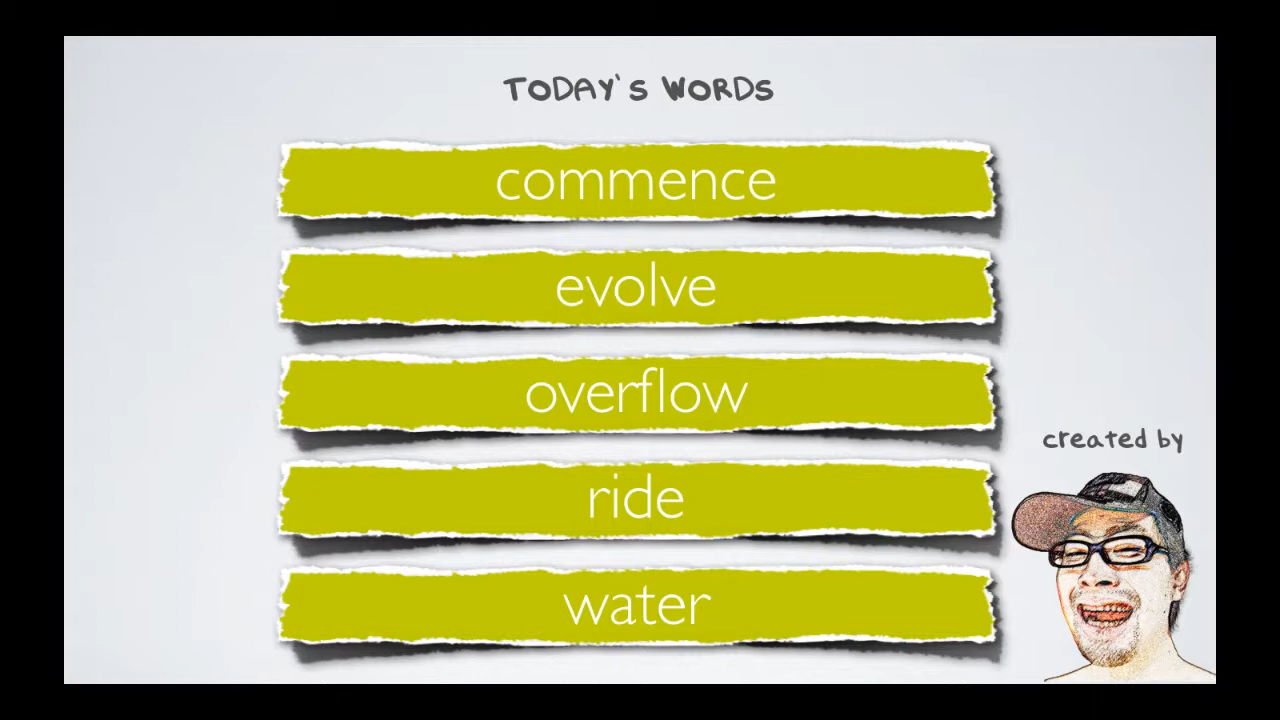 TODAY'S WORDS
commence
evolve
overflow
ride
water
created by